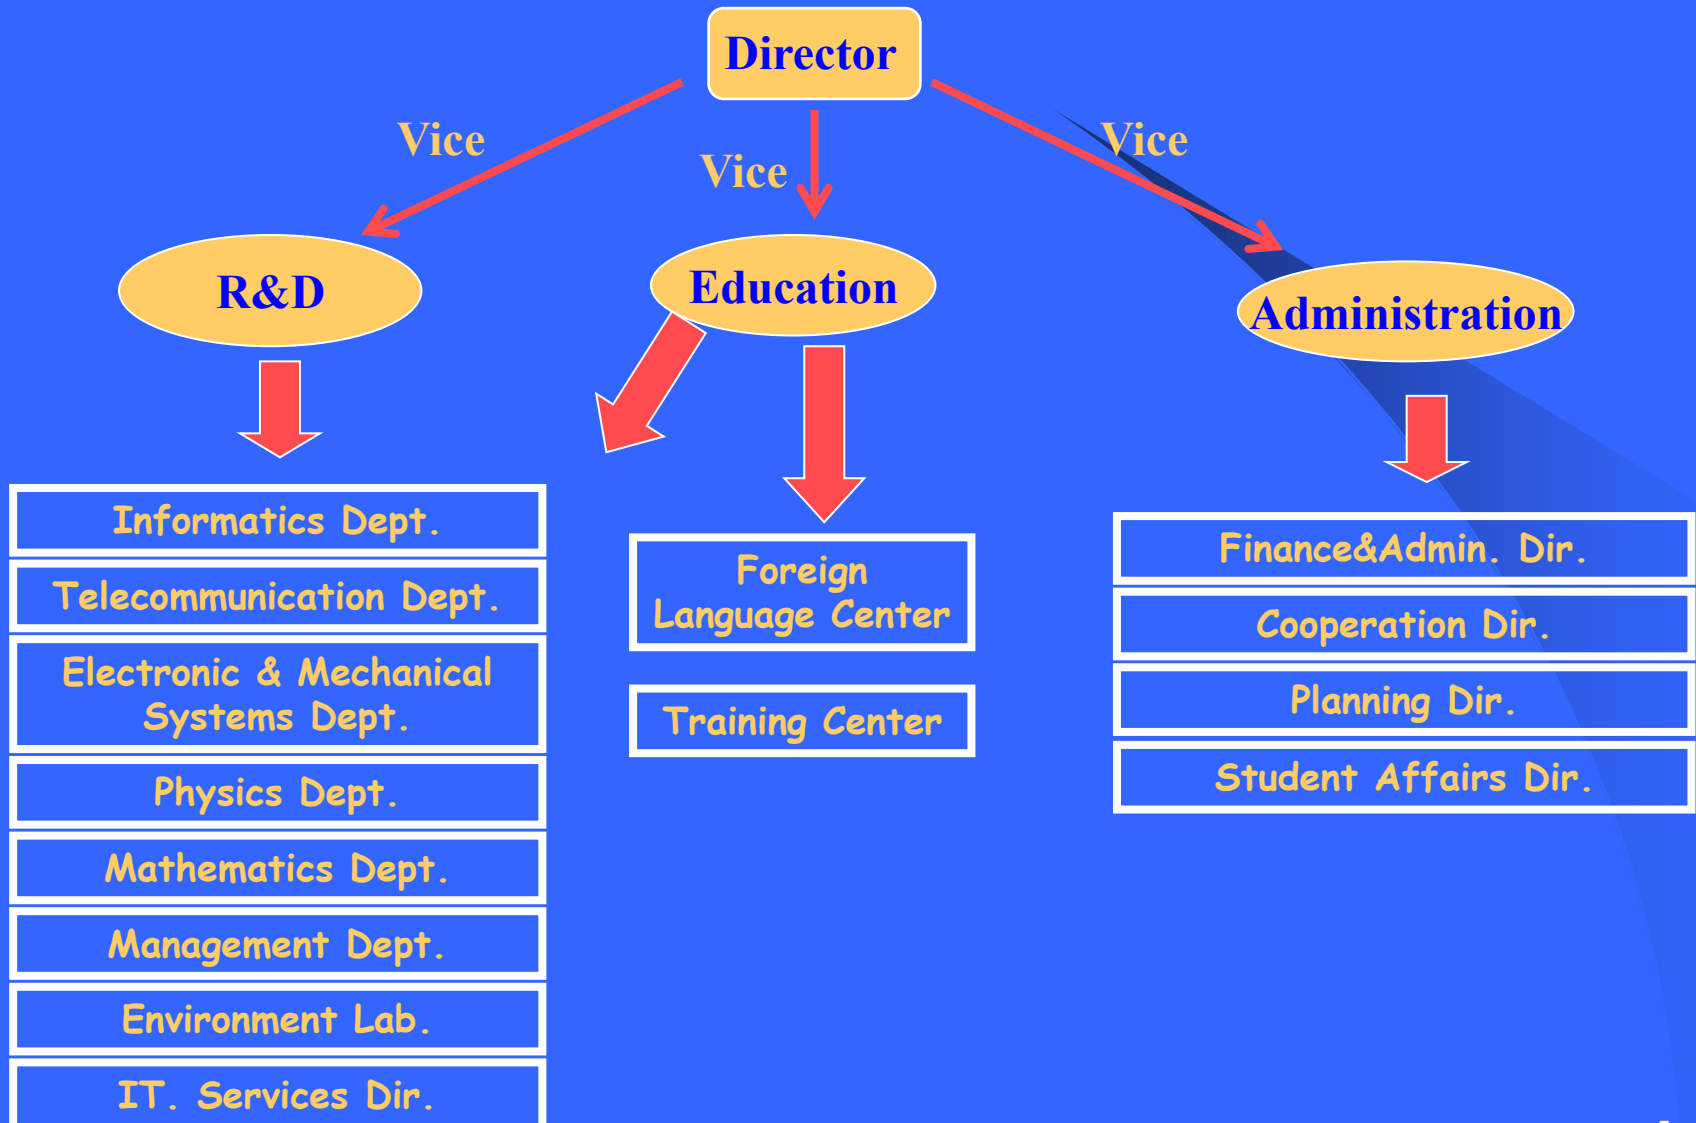 Director
Vice
Vice
Vice
R&D
Education
Administration
Informatics Dept.
Telecommunication Dept.
Electronic & Mechanical
Systems Dept.
Physics Dept.
Mathematics Dept.
Management Dept.
Environment Lab.
IT. Services Dir.
Foreign
Language Center
Training Center
Finance&Admin. Dir.
Cooperation Dir.
Planning Dir.
Student Affairs Dir.